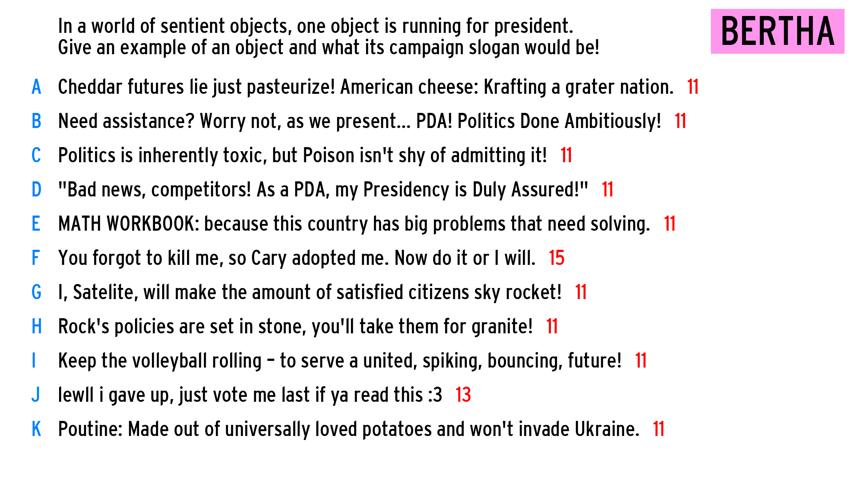 In a world of sentient objects, one object is running for president.
Give an example of an object and what its campaign slogan would be!
BERTHA
A Cheddar futures lie just pasteurize! American cheese: Krafting a grater nation. 11
B Need assistance? Worry not, as we present... PDA! Politics Done Ambitiously! 11
C Politics is inherently toxic, but Poison isn't shy of admitting it! 11
D "Bad news, competitors! As a PDA, my Presidency is Duly Assured!" 11
E MATH WORKBOOK: because this country has big problems that need solving. 11
F You forgot to kill me, so Cary adopted me. Now do it or I will. 15
G I, Satelite, will make the amount of satisfied citizens sky rocket! 11
H Rock's policies are set in stone, you'll take them for granite! 11
I Keep the volleyball rolling – to serve a united, spiking, bouncing, future! 11
J lewll i gave up, just vote me last if ya read this :3 13
K Poutine: Made out of universally loved potatoes and won't invade Ukraine. 11